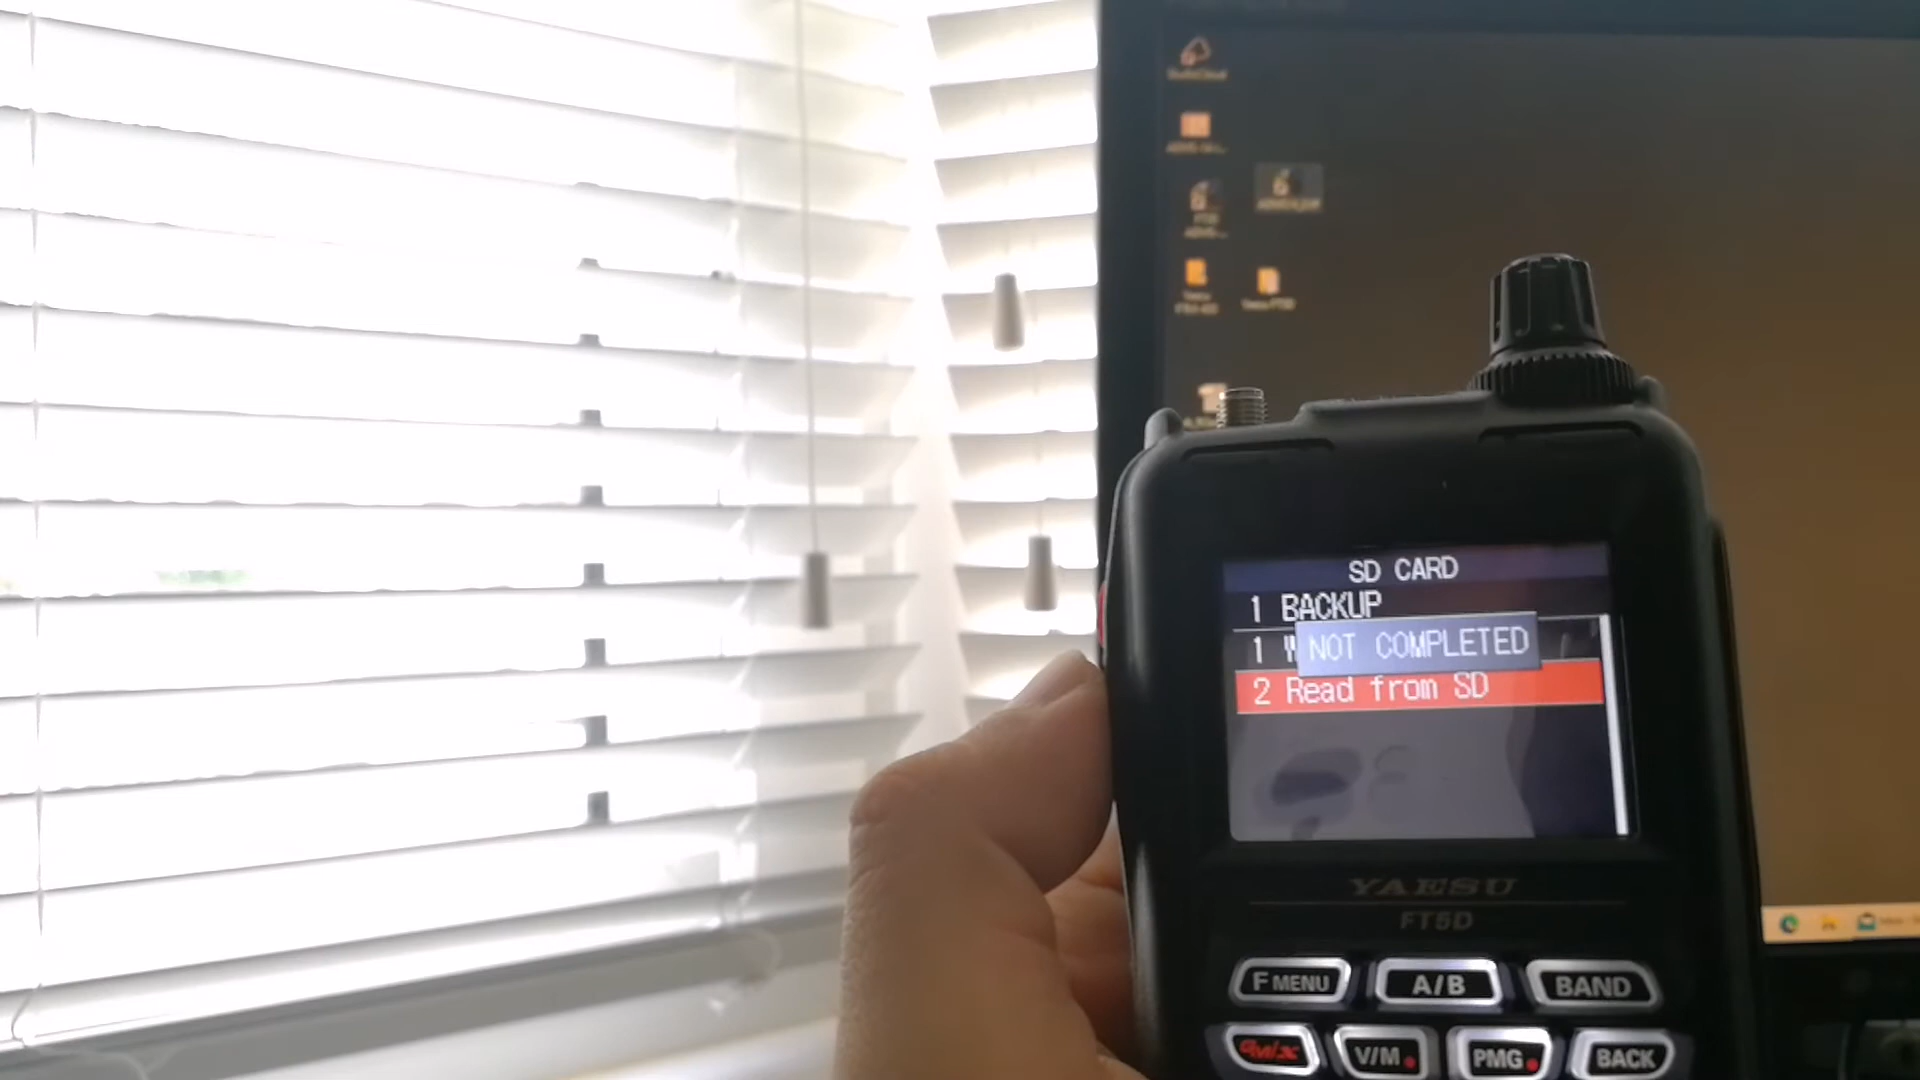 SD CARD
1 BACKUP
1 W
NOT COMPLETED
2 Read from SD
YAESU
FT5D
F MENU
A/B
BAND
V/M
PMG
BACK